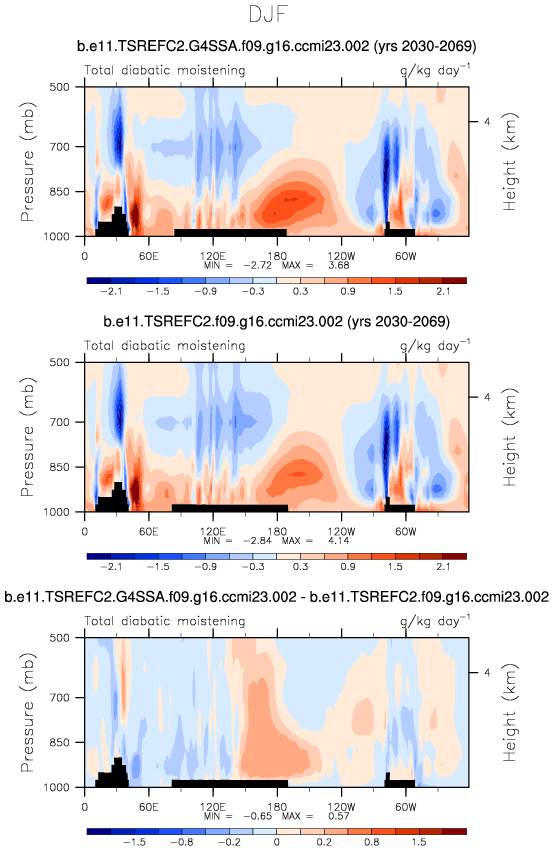 DJF
b.e11.TSREFC2.G4SSA.f09.g16.ccmi23.002 (yrs 2030-2069)
Total diabatic moistening g/kg day⁻¹
500
700
850
1000
Pressure (mb)
4
Height (km)
0 60E 120E 180W 120W 60W
MIN = -2.72 MAX = 3.68
-2.1 -1.5 -0.9 -0.3 0.3 0.9 1.5 2.1
b.e11.TSREFC2.f09.g16.ccmi23.002 (yrs 2030-2069)
Total diabatic moistening g/kg day⁻¹
500
700
850
1000
Pressure (mb)
4
Height (km)
0 60E 120E 180W 120W 60W
MIN = -2.84 MAX = 4.14
-2.1 -1.5 -0.9 -0.3 0.3 0.9 1.5 2.1
b.e11.TSREFC2.G4SSA.f09.g16.ccmi23.002 - b.e11.TSREFC2.f09.g16.ccmi23.002
Total diabatic moistening g/kg day⁻¹
500
700
850
1000
Pressure (mb)
4
Height (km)
0 60E 120E 180W 120W 60W
MIN = -0.65 MAX = 0.57
-1.5 -0.8 -0.2 0 0.2 0.8 1.5